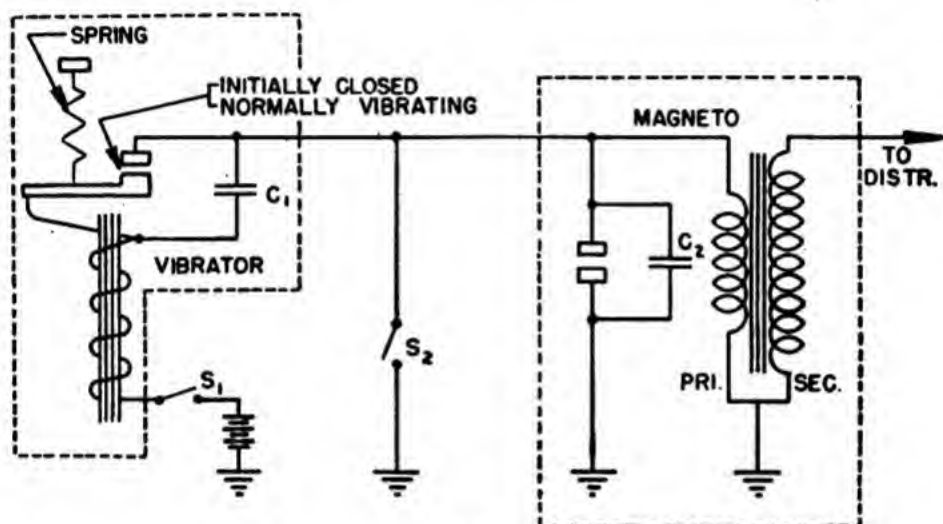 SPRING
INITIALLY CLOSED
NORMALLY VIBRATING
MAGNETO
TO
DISTR.
C₁
C₂
VIBRATOR
S₂
S₁
PRI.
SEC.